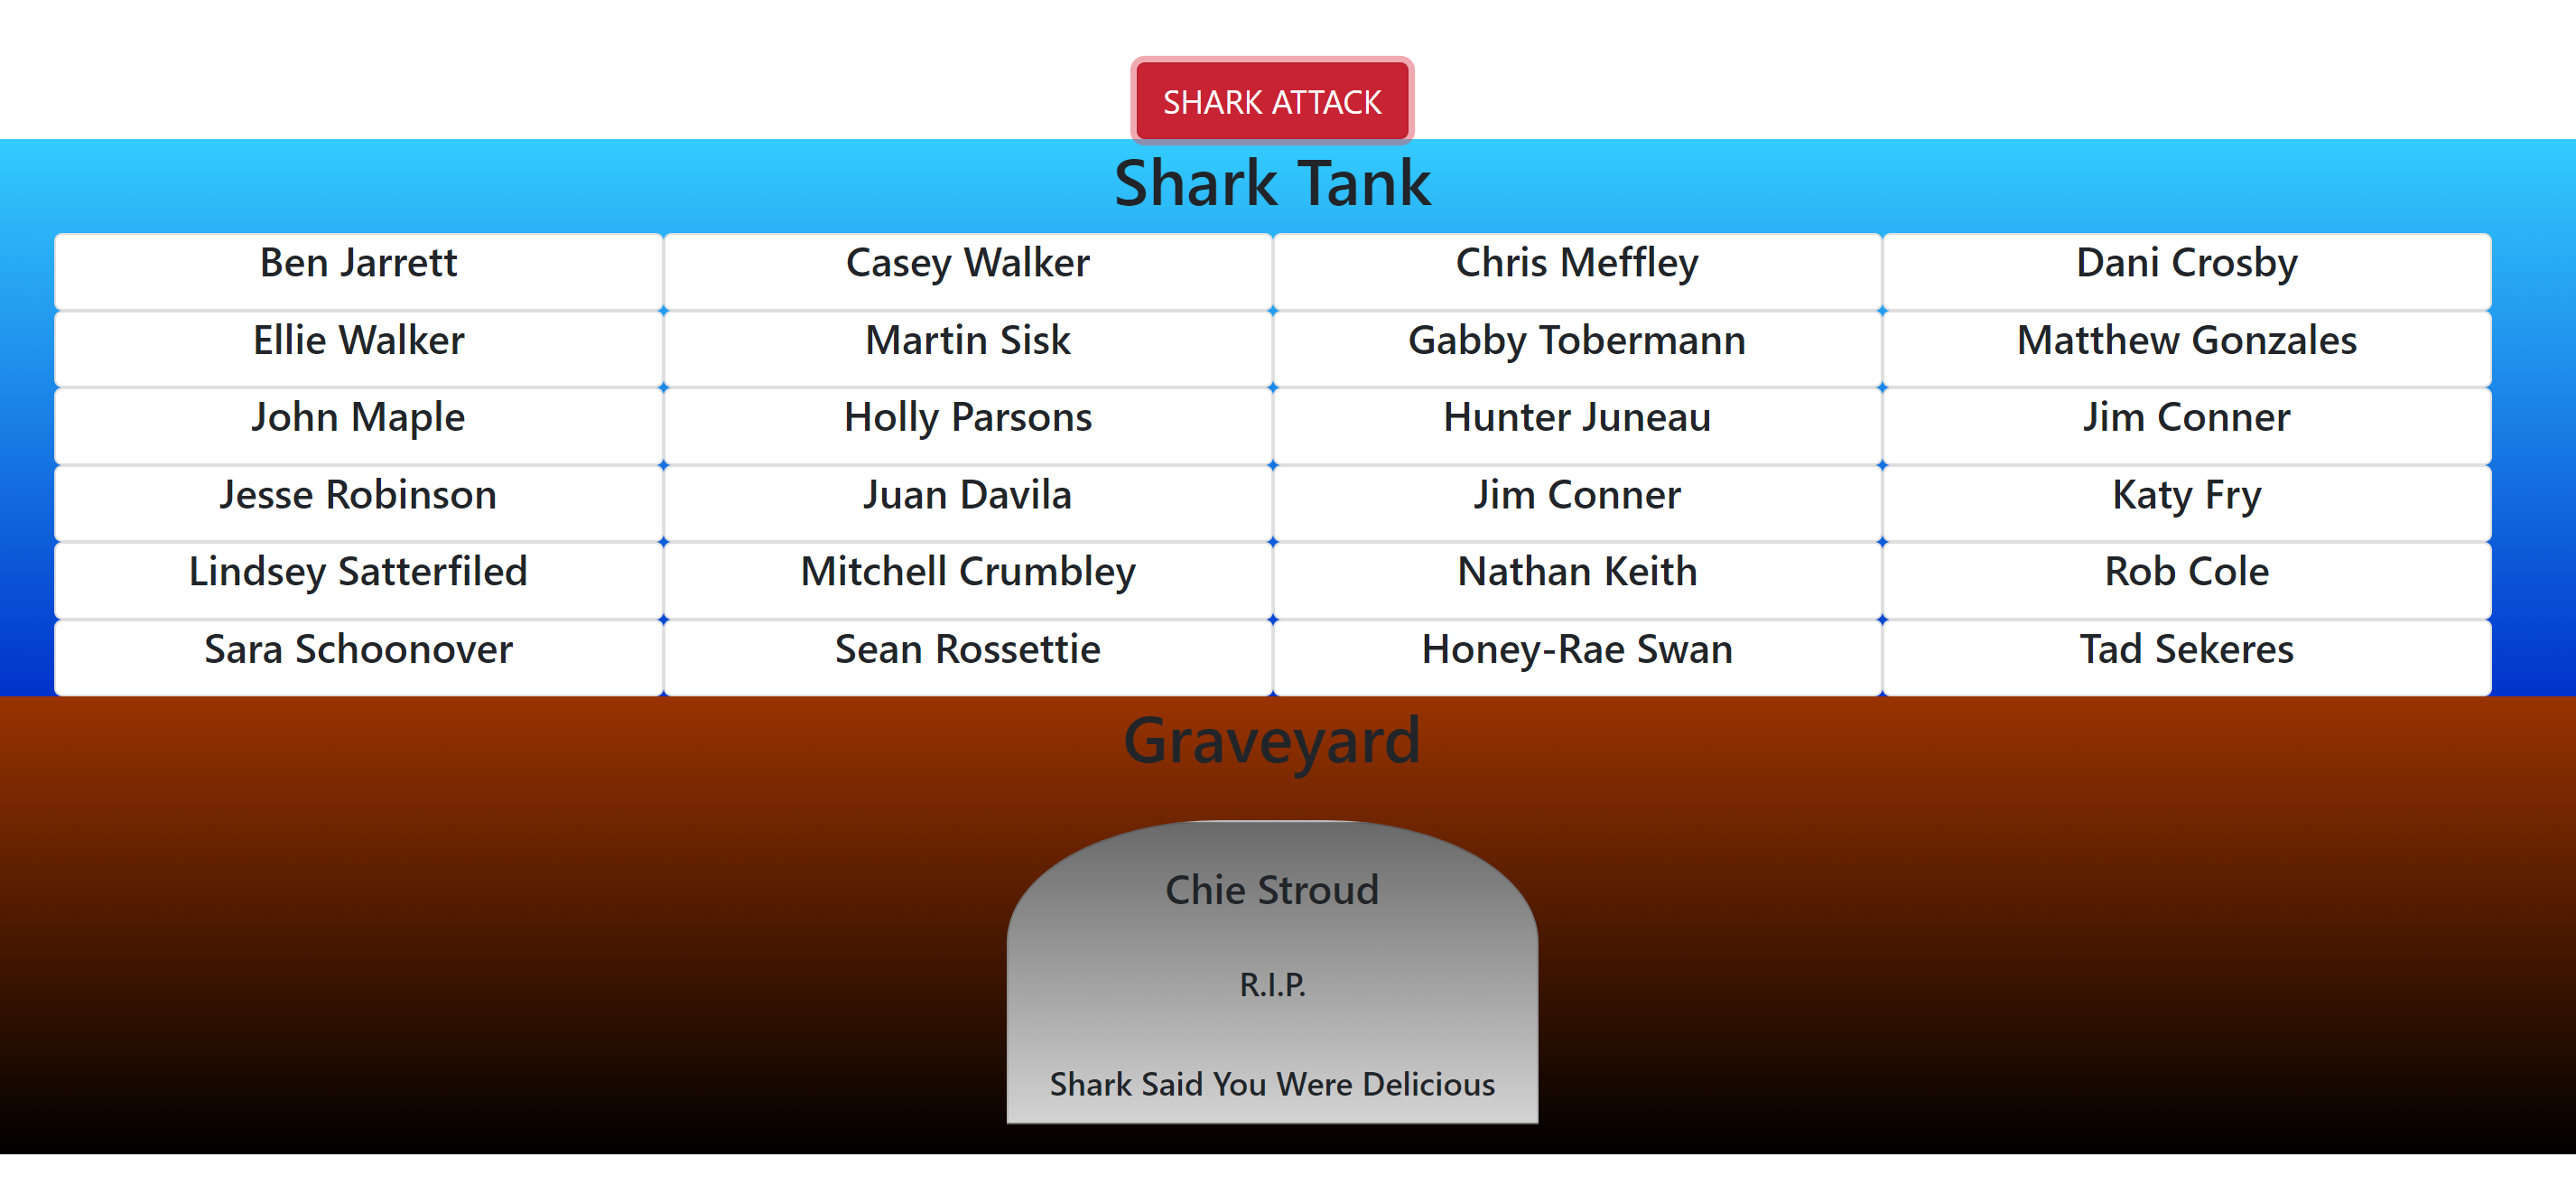 SHARK ATTACK
Shark Tank
Ben Jarrett Casey Walker Chris Meffley Dani Crosby
Ellie Walker Martin Sisk Gabby Tobermann Matthew Gonzales
John Maple Holly Parsons Hunter Juneau Jim Conner
Jesse Robinson Juan Davila Jim Conner Katy Fry
Lindsey Satterfiled Mitchell Crumbley Nathan Keith Rob Cole
Sara Schoonover Sean Rossettie Honey-Rae Swan Tad Sekeres
Graveyard
Chie Stroud
R.I.P.
Shark Said You Were Delicious